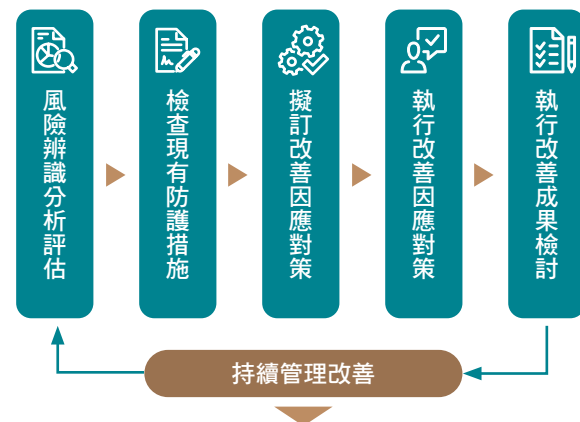 風險辨識分析評估
檢查現有防護措施
擬訂改善因應對策
執行改善因應對策
執行改善成果檢討
持續管理改善